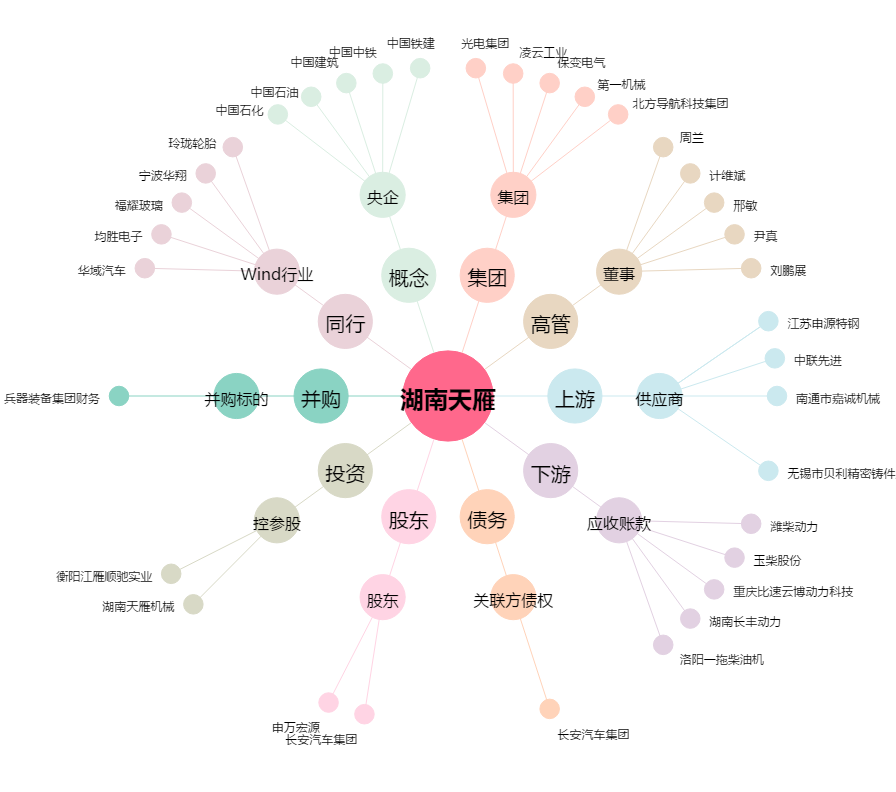 中国铁建
光电集团
中国中铁
凌云工业
中国建筑
保变电气
第一机械
中国石油
北方导航科技集团
中国石化
周兰
玲珑轮胎
宁波华翔
计维斌
央企
集团
福耀玻璃
邢敏
均胜电子
尹真
华域汽车
Wind行业
概念
集团
董事
刘鹏展
同行
高管
江苏申源特钢
中联先进
兵器装备集团财务
并购标的
并购
湖南天雁
上游
供应商
南通市嘉诚机械
投资
下游
无锡市贝利精密铸件
控参股
股东
债务
应收账款
潍柴动力
玉柴股份
衡阳江雁顺驰实业
重庆比速云博动力科技
湖南天雁机械
股东
关联方债权
湖南长丰动力
洛阳一拖柴油机
申万宏源
长安汽车集团
长安汽车集团